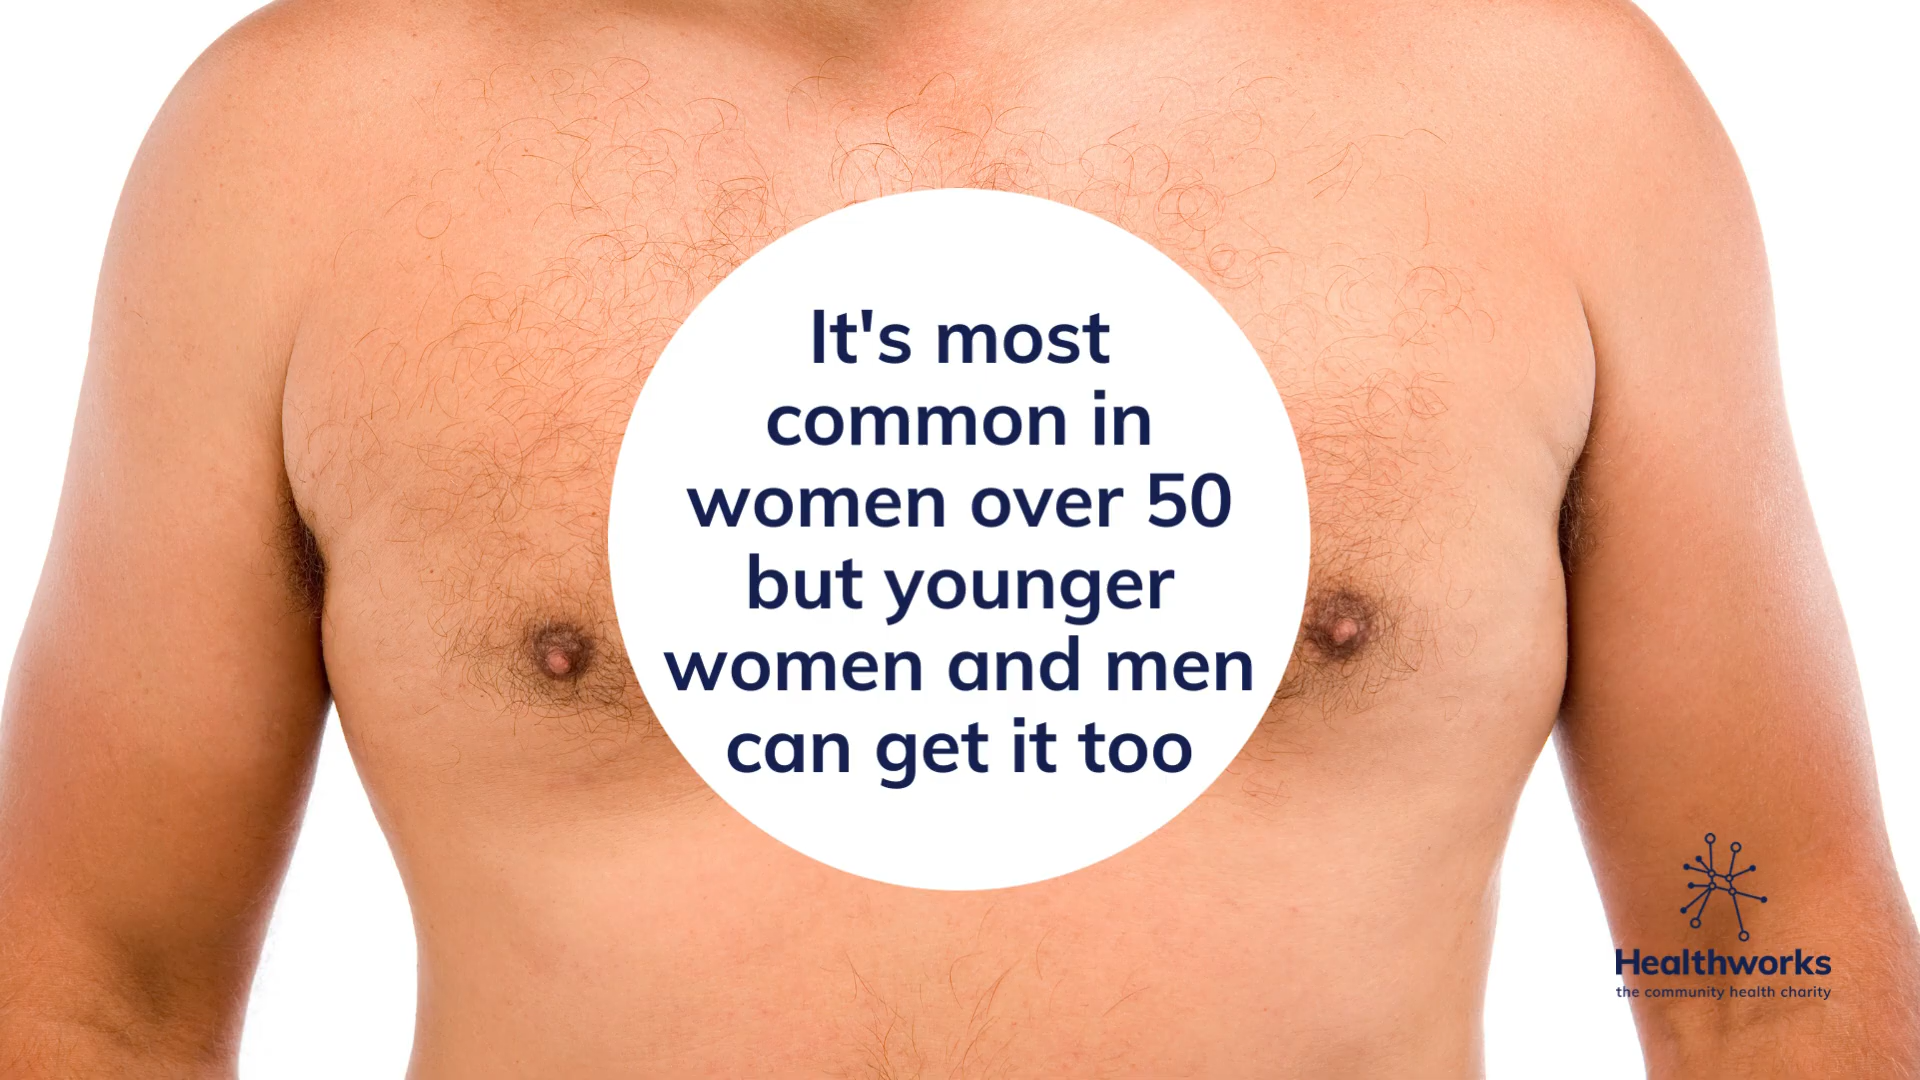 It's most
common in
women over 50
but younger
women and men
can get it too
Healthworks
the community health charity